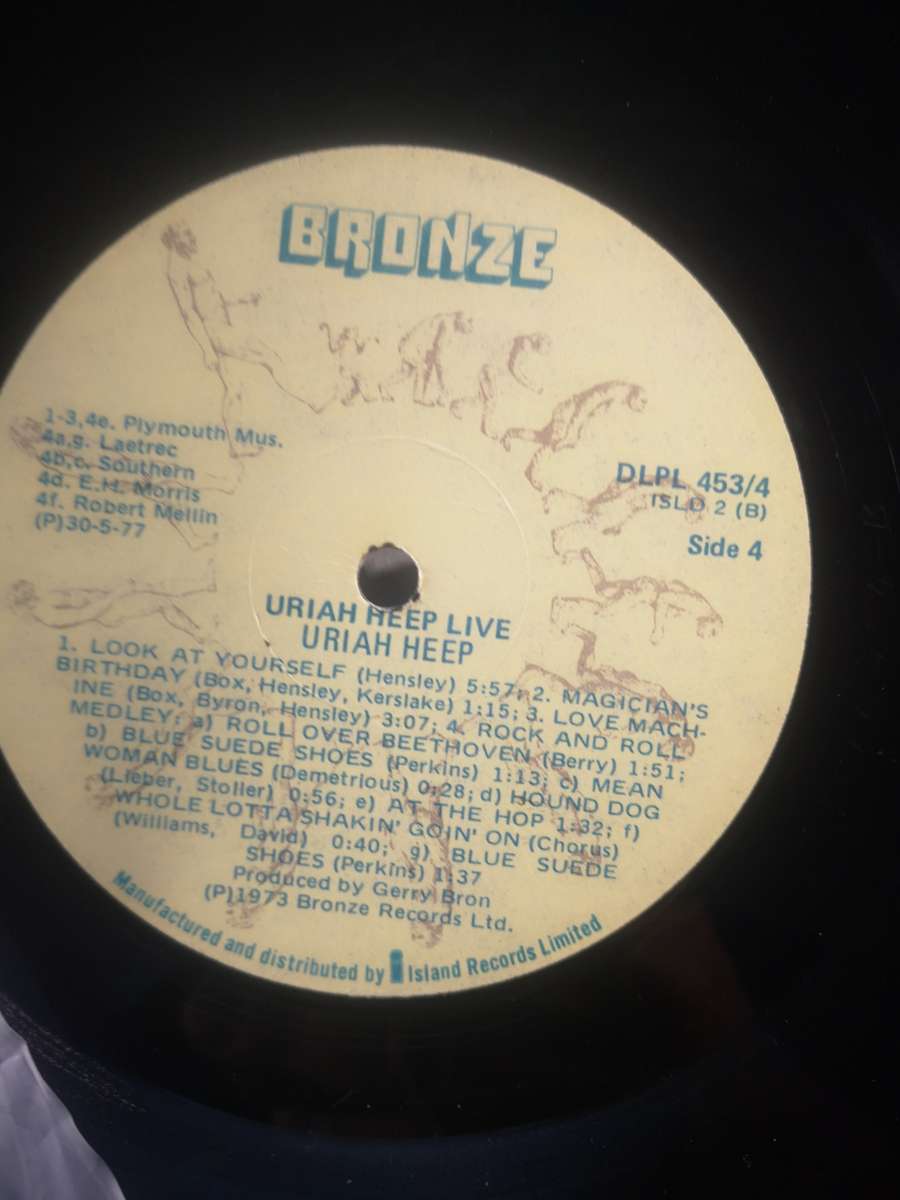 BRONZE
1-3,4e. Plymouth Mus.
4a,g. Laetrec
4b,c. Southern
4d. E.H. Morris
4f. Robert Mellin
(P)30-5-77
DLPL 453/4
ISLD 2 (B)
Side 4
URIAH HEEP LIVE
URIAH HEEP
1. LOOK AT YOURSELF (Hensley) 5:57; 2. MAGICIAN'S
BIRTHDAY (Box, Hensley, Kerslake) 1:15; 3. LOVE MACH-
INE (Box, Byron, Hensley) 3:07; 4. ROCK AND ROLL
MEDLEY; a) ROLL OVER BEETHOVEN (Berry) 1:51;
b) BLUE SUEDE SHOES (Perkins) 1:13; c) MEAN
WOMAN BLUES (Demetrious) 0:28; d) HOUND DOG
(Lieber, Stoller) 0:56; e) AT THE HOP 1:32; f)
WHOLE LOTTA SHAKIN' GOIN' ON (Chorus)
(Williams, David) 0:40; g) BLUE SUEDE
SHOES (Perkins) 1:37
Produced by Gerry Bron
(P)1973 Bronze Records Ltd.
Manufactured and distributed by i Island Records Limited